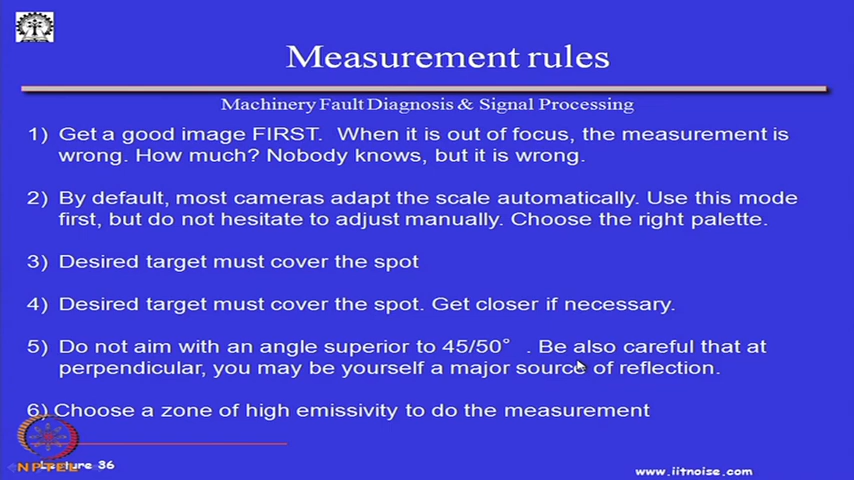 Measurement rules
Machinery Fault Diagnosis & Signal Processing
1) Get a good image FIRST. When it is out of focus, the measurement is
wrong. How much? Nobody knows, but it is wrong.
2) By default, most cameras adapt the scale automatically. Use this mode
first, but do not hesitate to adjust manually. Choose the right palette.
3) Desired target must cover the spot
4) Desired target must cover the spot. Get closer if necessary.
5) Do not aim with an angle superior to 45/50° . Be also careful that at
perpendicular, you may be yourself a major source of reflection.
6) Choose a zone of high emissivity to do the measurement
NPTEL
Lecture 36
www.iitnoise.com